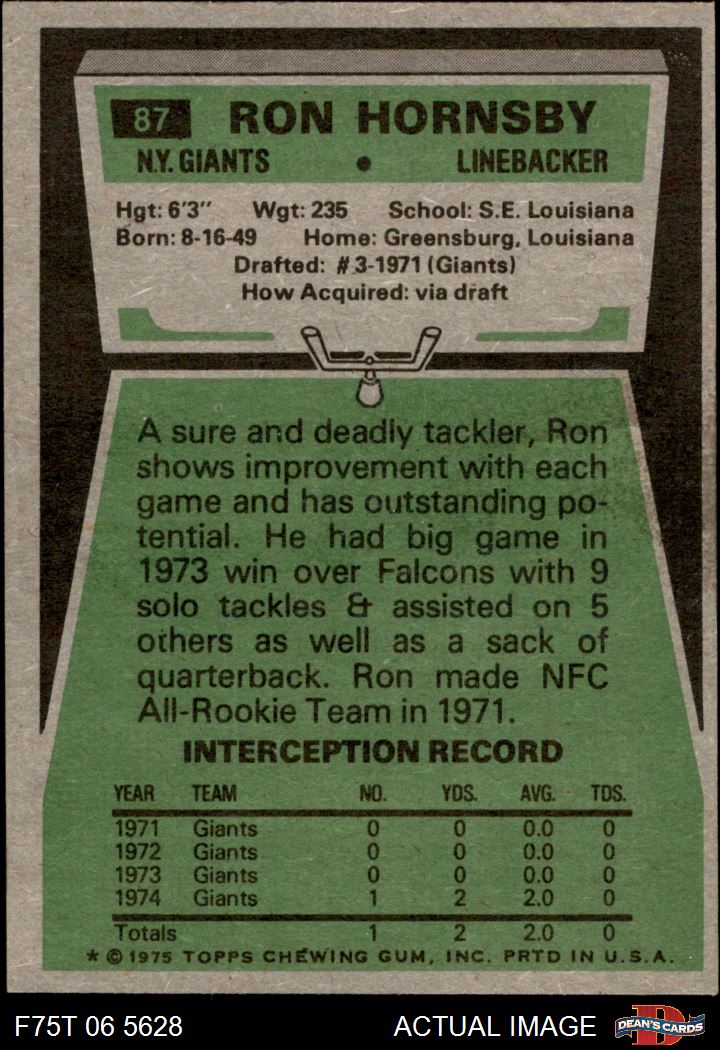 87 RON HORNSBY
N.Y. GIANTS • LINEBACKER
Hgt: 6'3" Wgt: 235 School: S.E. Louisiana
Born: 8-16-49 Home: Greensburg, Louisiana
Drafted: #3-1971 (Giants)
How Acquired: via draft
A sure and deadly tackler, Ron
shows improvement with each
game and has outstanding po-
tential. He had big game in
1973 win over Falcons with 9
solo tackles & assisted on 5
others as well as a sack of
quarterback. Ron made NFC
All-Rookie Team in 1971.
INTERCEPTION RECORD
YEAR TEAM NO. YDS. AVG. TDS.
1971 Giants 0 0 0.0 0
1972 Giants 0 0 0.0 0
1973 Giants 0 0 0.0 0
1974 Giants 1 2 2.0 0
Totals 1 2 2.0 0
* © 1975 TOPPS CHEWING GUM, INC. PRTD IN U.S.A.
F75T 06 5628 ACTUAL IMAGE D DEAN'S CARDS